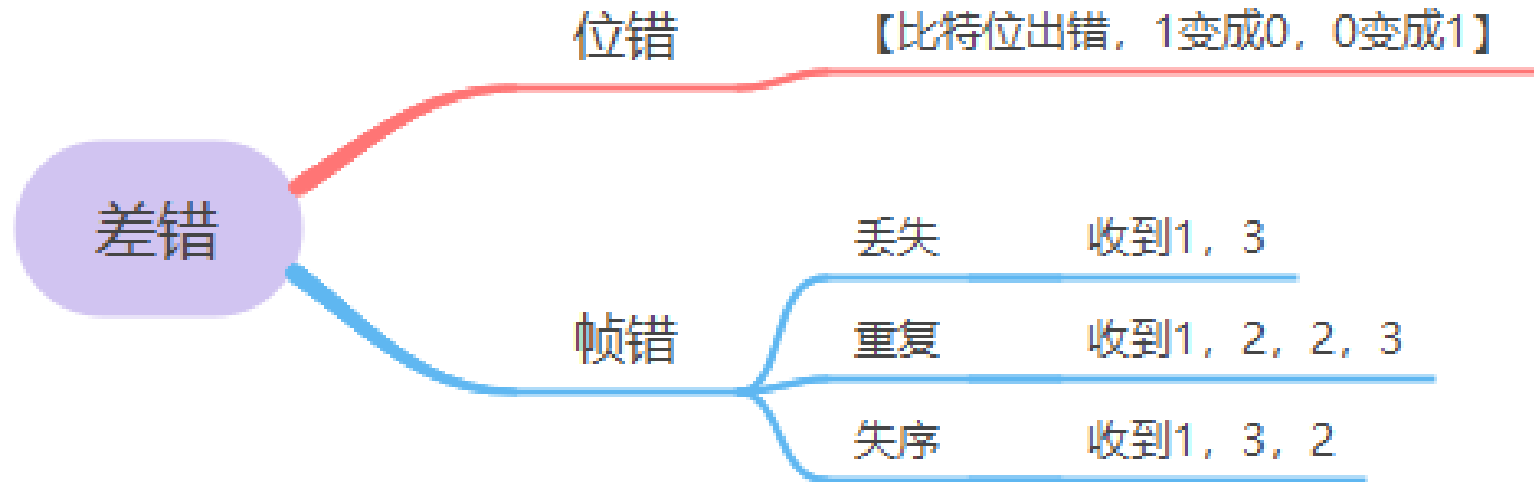 位错
【比特位出错，1变成0，0变成1】
差错
帧错
丢失
收到1，3
重复
收到1，2，2，3
失序
收到1，3，2